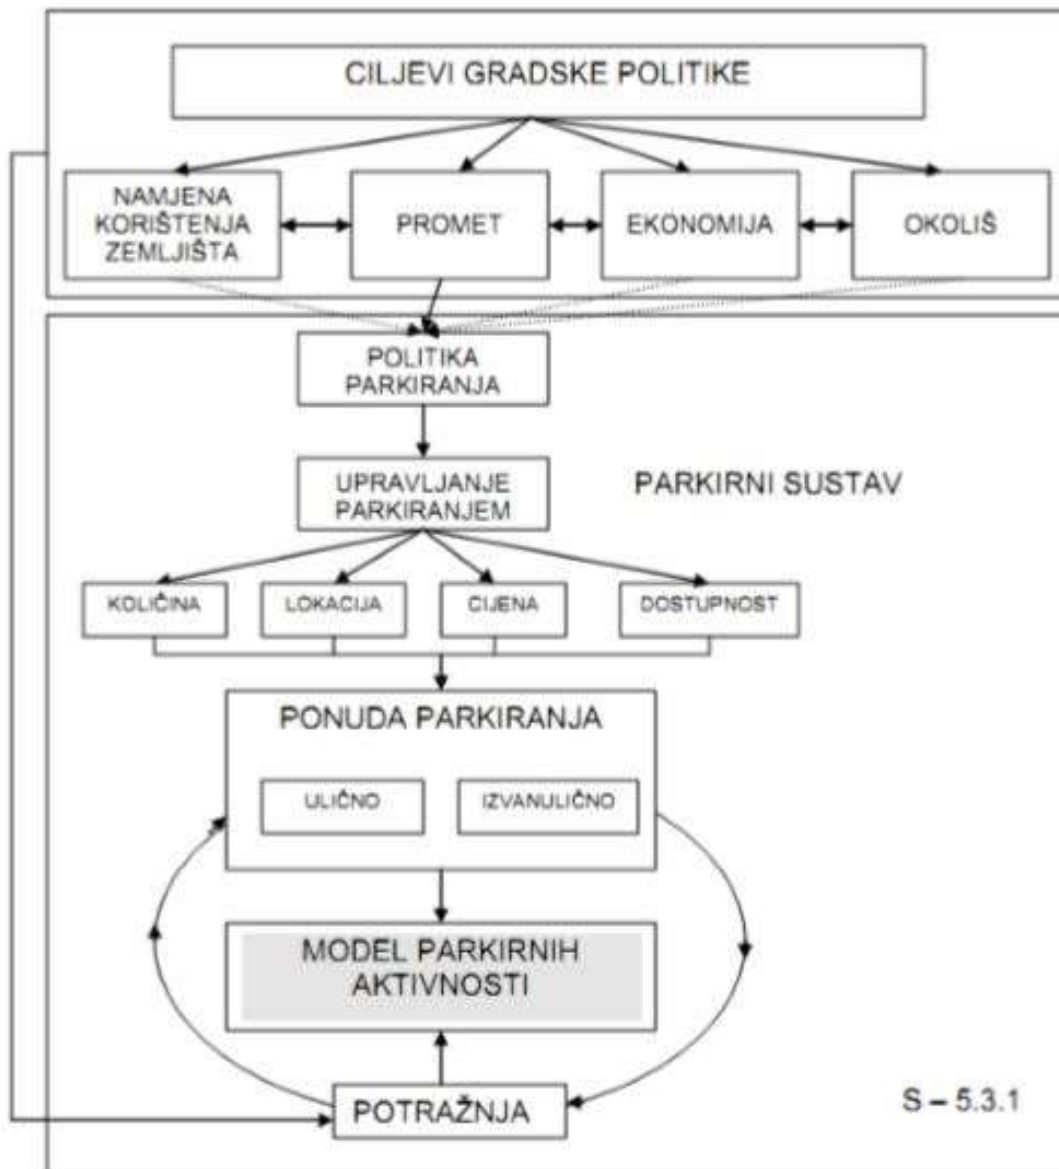 CILJEVI GRADSKE POLITIKE
NAMJENA
KORIŠTENJA
ZEMLJIŠTA
PROMET
EKONOMIJA
OKOLIŠ
POLITIKA
PARKIRANJA
UPRAVLJANJE
PARKIRANJEM
PARKIRNI SUSTAV
KOLIČINA
LOKACIJA
CIJENA
DOSTUPNOST
PONUDA PARKIRANJA
ULIČNO
IZVANULIČNO
MODEL PARKIRNIH
AKTIVNOSTI
POTRAŽNJA
S – 5.3.1